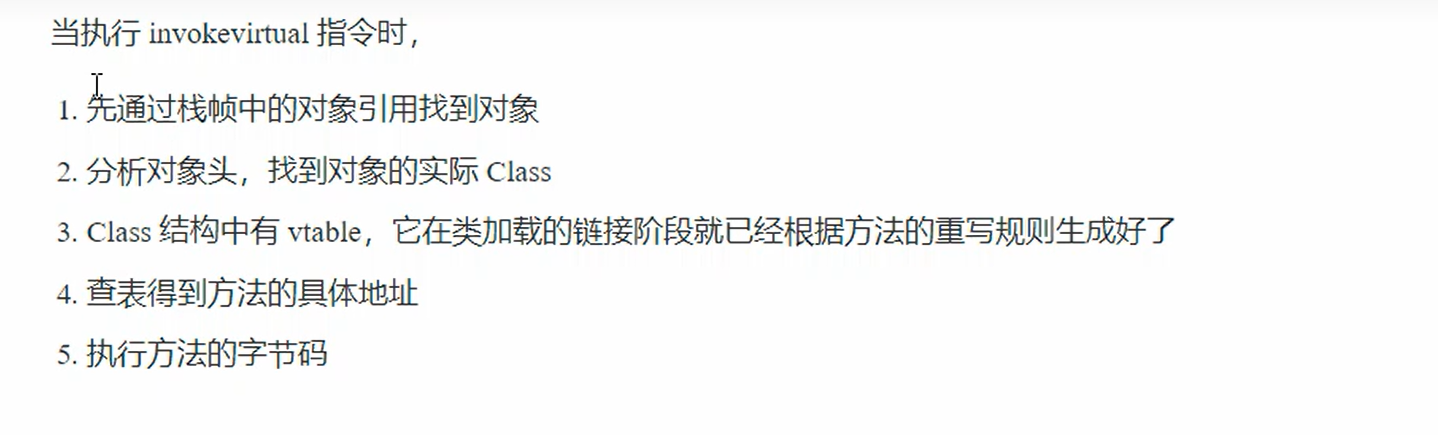 当执行 invokevirtual 指令时，
1. 先通过栈帧中的对象引用找到对象
2. 分析对象头，找到对象的实际 Class
3. Class 结构中有 vtable，它在类加载的链接阶段就已经根据方法的重写规则生成好了
4. 查表得到方法的具体地址
5. 执行方法的字节码